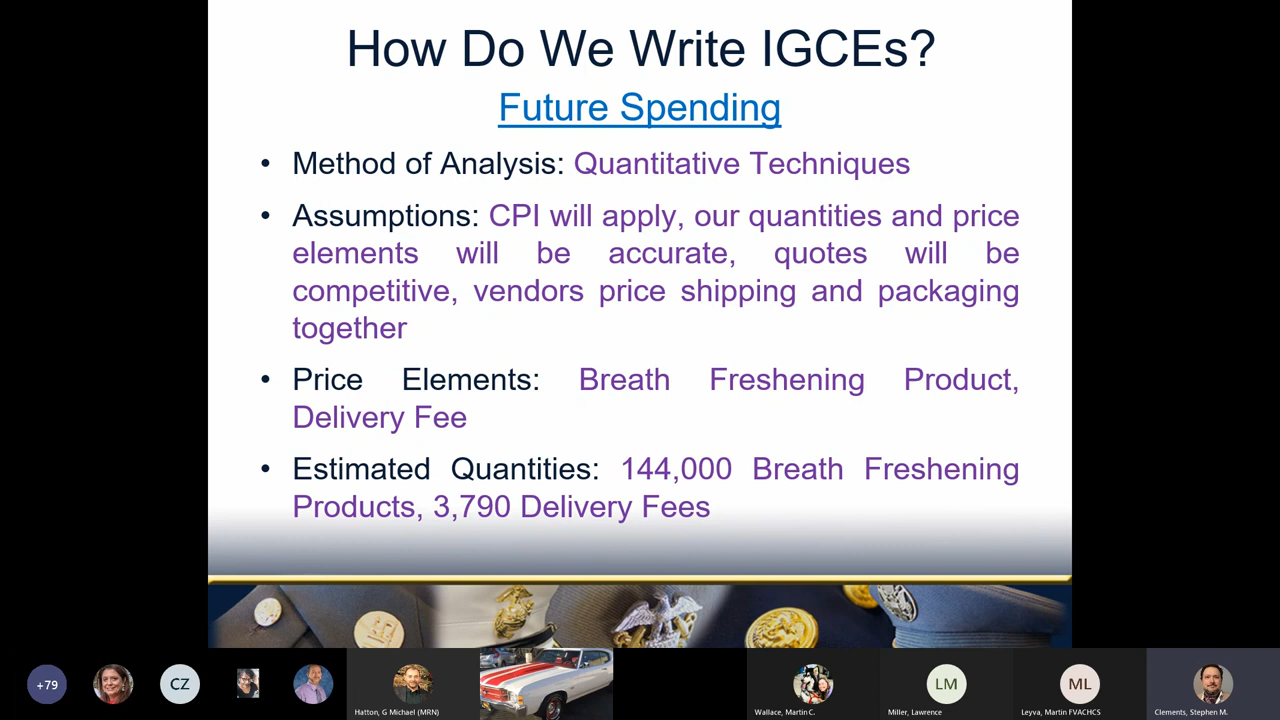 How Do We Write IGCEs?
Future Spending
• Method of Analysis: Quantitative Techniques
• Assumptions: CPI will apply, our quantities and price
elements will be accurate, quotes will be
competitive, vendors price shipping and packaging
together
• Price Elements: Breath Freshening Product,
Delivery Fee
• Estimated Quantities: 144,000 Breath Freshening
Products, 3,790 Delivery Fees
+79
CZ
LM
ML
Hatton, G Michael (MRN)
Wallace, Martin C.
Miller, Lawrence
Leyva, Martin FVACHCS
Clements, Stephen M.